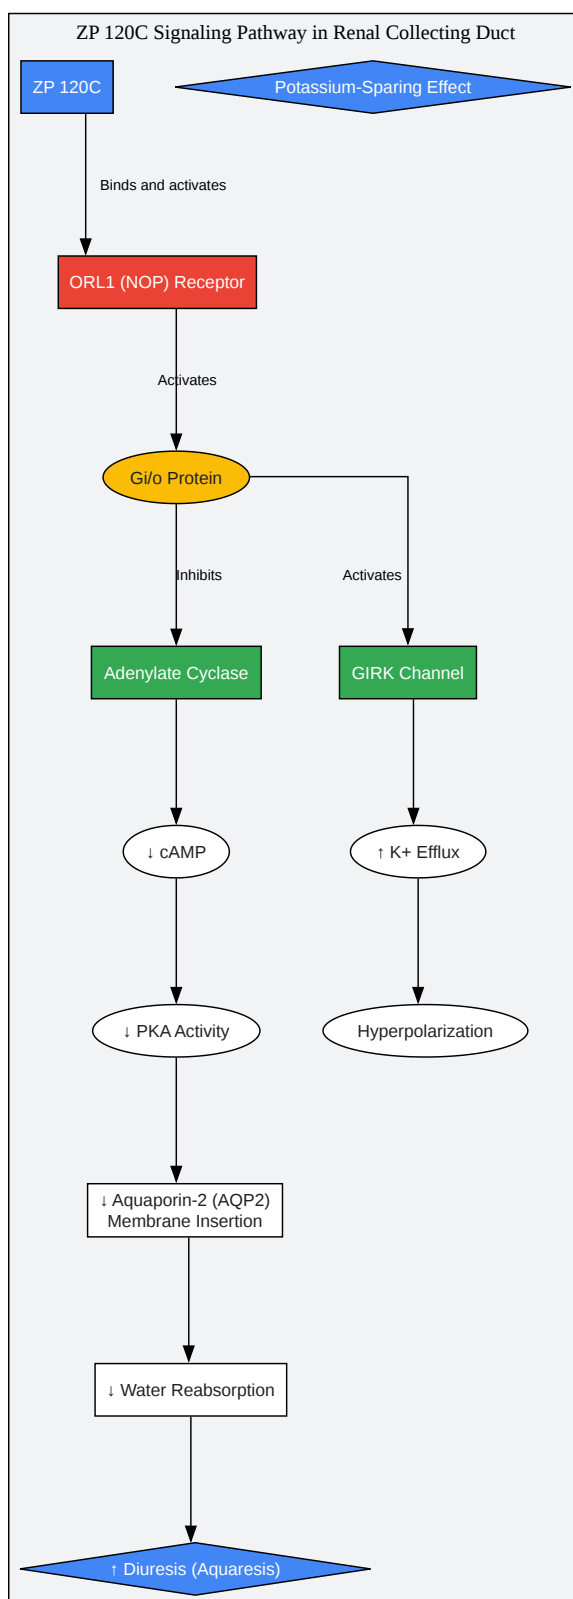 ZP 120C Signaling Pathway in Renal Collecting Duct
ZP 120C
Potassium-Sparing Effect
Binds and activates
ORL1 (NOP) Receptor
Activates
Gi/o Protein
Inhibits
Activates
Adenylate Cyclase
GIRK Channel
↓ cAMP
↑ K+ Efflux
↓ PKA Activity
Hyperpolarization
↓ Aquaporin-2 (AQP2)
Membrane Insertion
↓ Water Reabsorption
↑ Diuresis (Aquaresis)